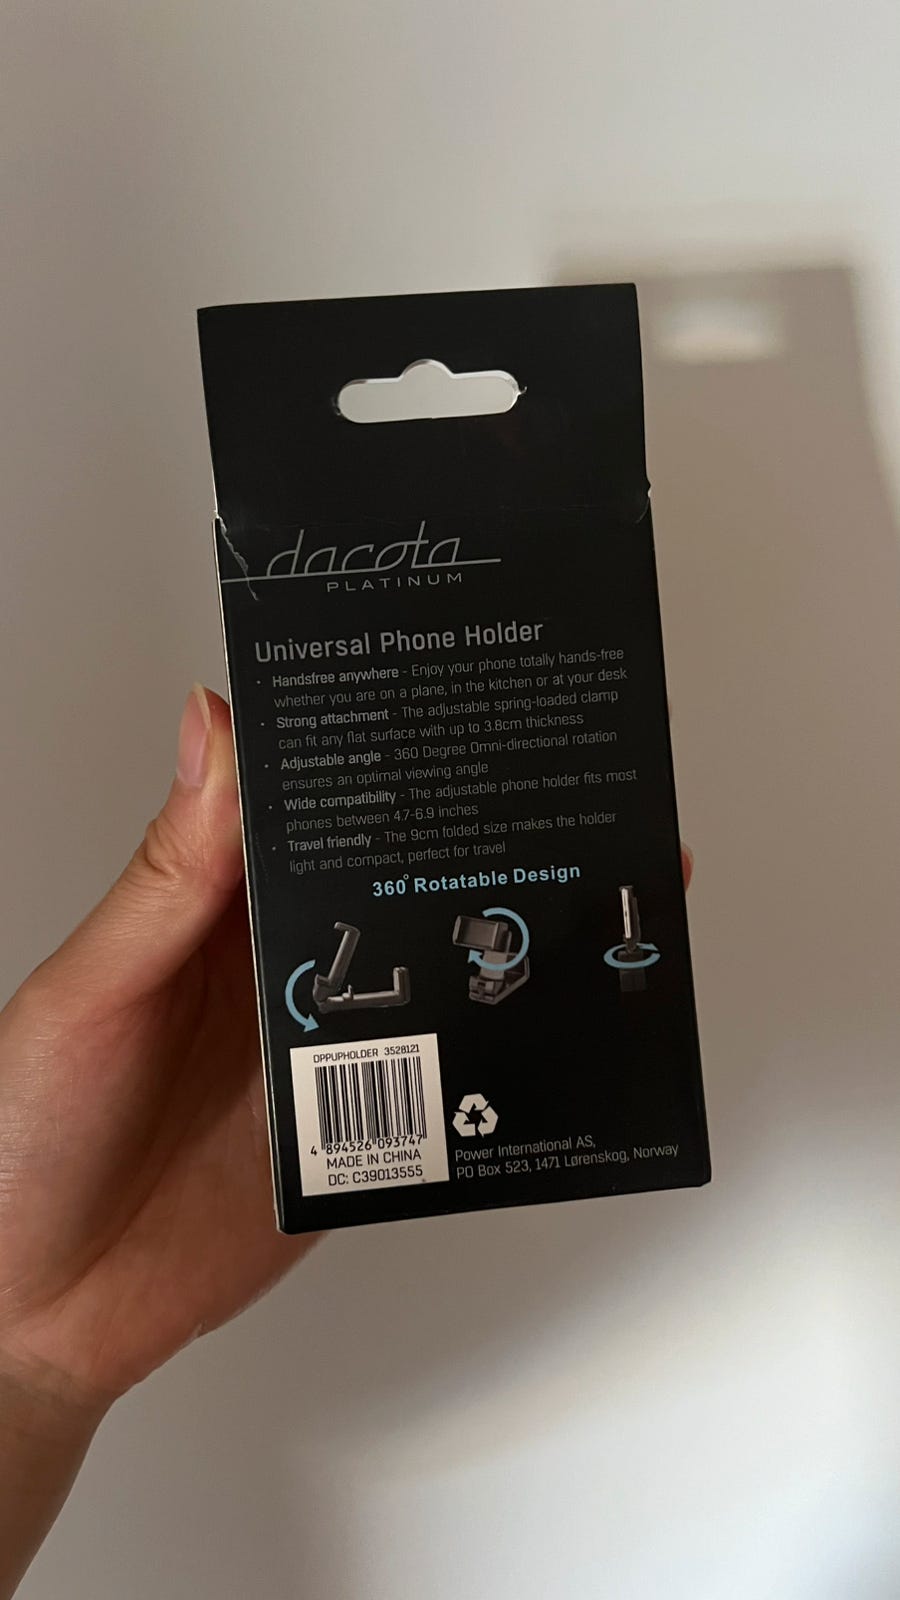 dacota
PLATINUM
Universal Phone Holder
• Handsfree anywhere - Enjoy your phone totally hands-free
whether you are on a plane, in the kitchen or at your desk
• Strong attachment - The adjustable spring-loaded clamp
can fit any flat surface with up to 3.8cm thickness
• Adjustable angle - 360 Degree Omni-directional rotation
ensures an optimal viewing angle
• Wide compatibility - The adjustable phone holder fits most
phones between 4.7-6.9 inches
• Travel friendly - The 9cm folded size makes the holder
light and compact, perfect for travel
360° Rotatable Design
DPPUPHOLDER 3528121
4 894526 093747
MADE IN CHINA
DC: C39013555
Power International AS,
PO Box 523, 1471 Lørenskog, Norway